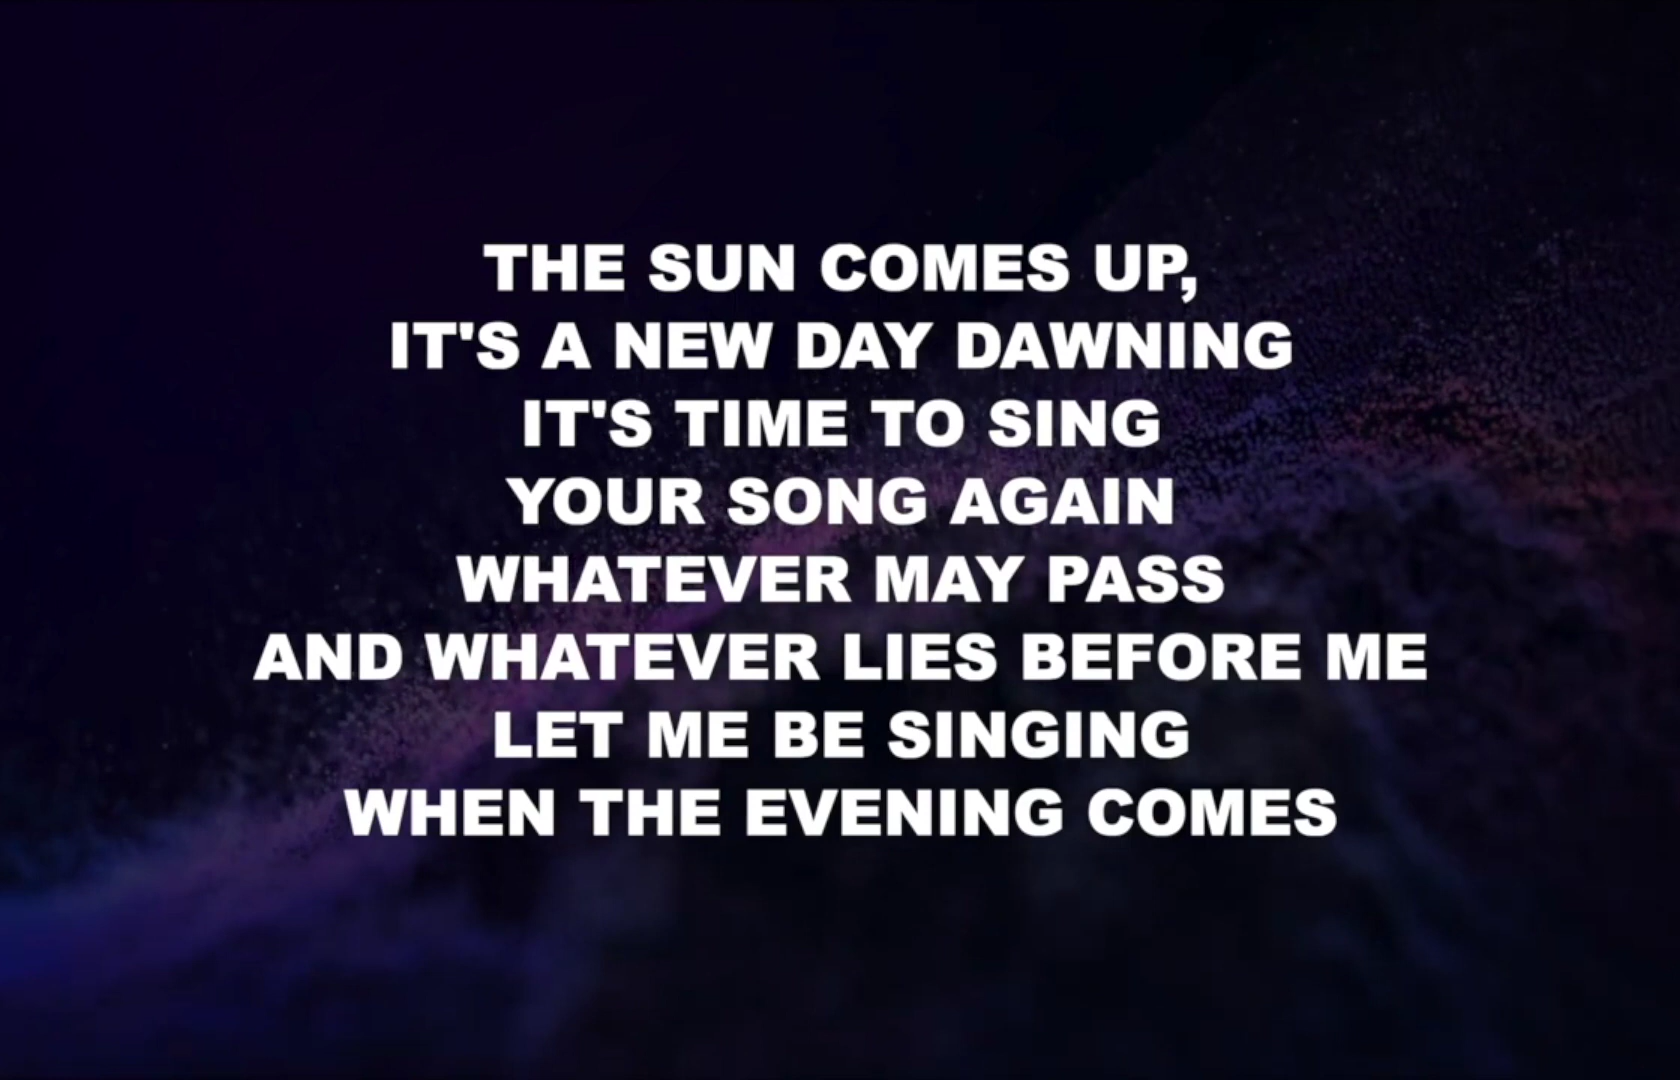 THE SUN COMES UP,
IT'S A NEW DAY DAWNING
IT'S TIME TO SING
YOUR SONG AGAIN
WHATEVER MAY PASS
AND WHATEVER LIES BEFORE ME
LET ME BE SINGING
WHEN THE EVENING COMES